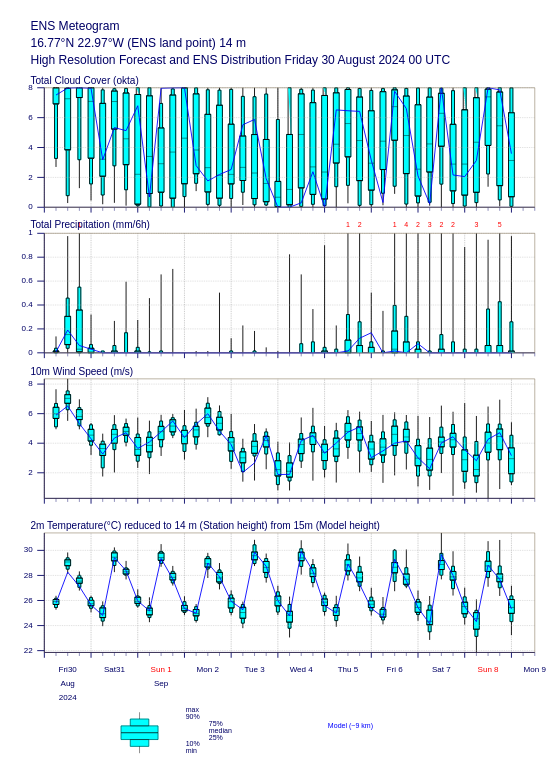 ENS Meteogram
16.77°N 22.97°W (ENS land point) 14 m
High Resolution Forecast and ENS Distribution Friday 30 August 2024 00 UTC
Total Cloud Cover (okta)
8
6
4
2
0
Total Precipitation (mm/6h)
1 1 2 1 4 2 3 2 2 3 5
1
0.8
0.6
0.4
0.2
0
10m Wind Speed (m/s)
8
6
4
2
2m Temperature(°C) reduced to 14 m (Station height) from 15m (Model height)
30
28
26
24
22
Fri30 Sat31 Sun 1 Mon 2 Tue 3 Wed 4 Thu 5 Fri 6 Sat 7 Sun 8 Mon 9
Aug Sep
2024
max
90%
75%
median
25%
10%
min
Model (~9 km)